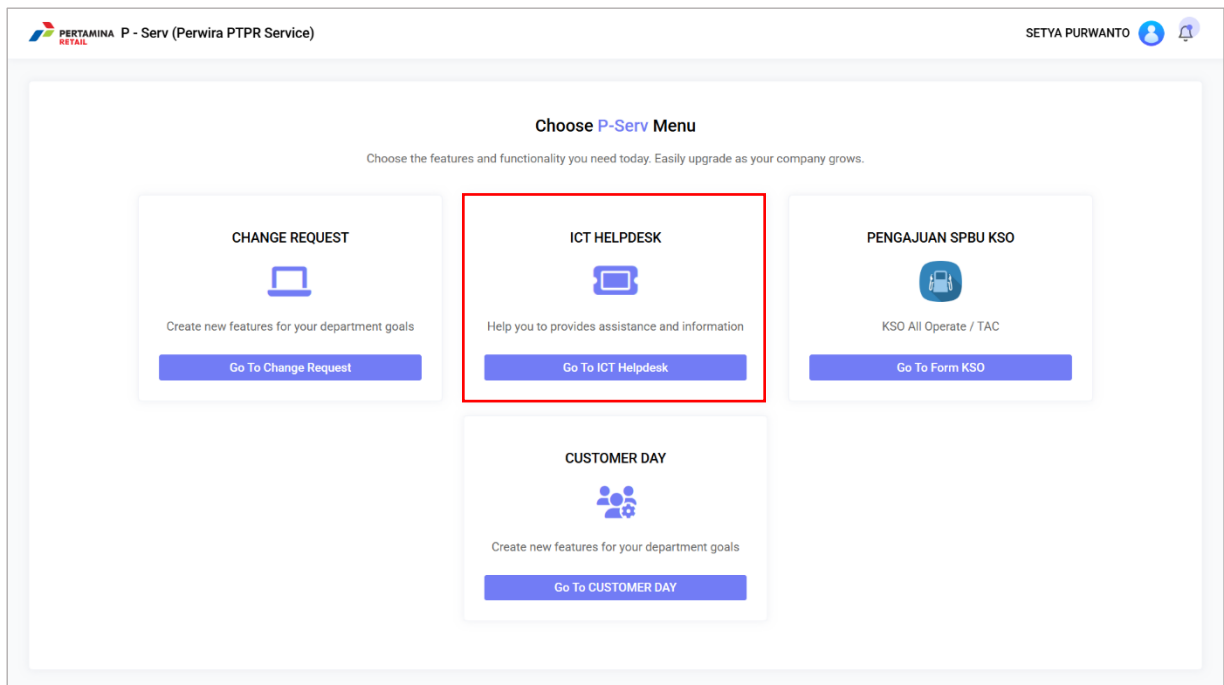 PERTAMINA
RETAIL
P - Serv (Perwira PTPR Service)
SETYA PURWANTO
Choose P-Serv Menu
Choose the features and functionality you need today. Easily upgrade as your company grows.
CHANGE REQUEST
Create new features for your department goals
Go To Change Request
ICT HELPDESK
Help you to provides assistance and information
Go To ICT Helpdesk
PENGAJUAN SPBU KSO
KSO All Operate / TAC
Go To Form KSO
CUSTOMER DAY
Create new features for your department goals
Go To CUSTOMER DAY